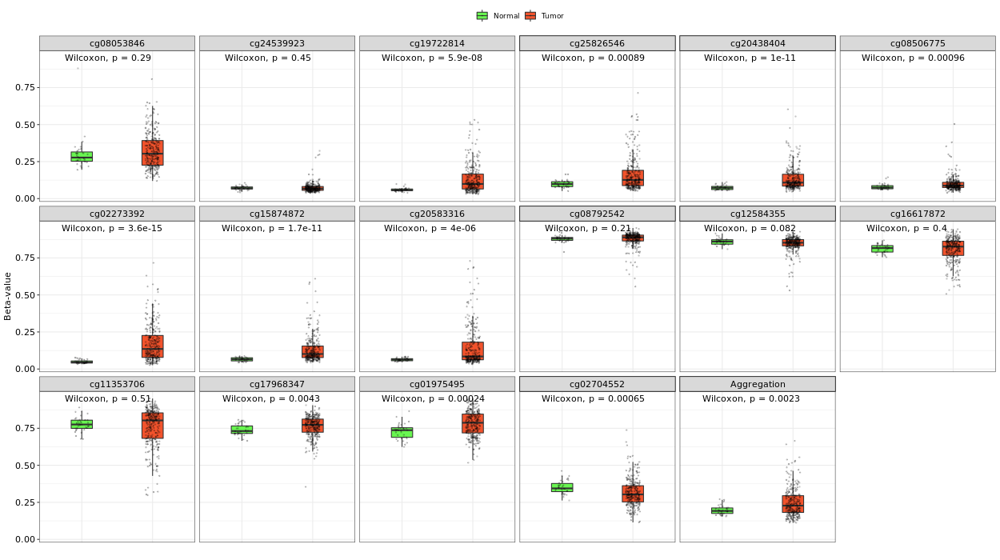 Normal Tumor
cg08053846 cg24539923 cg19722814 cg25826546 cg20438404 cg08506775
Wilcoxon, p = 0.29 Wilcoxon, p = 0.45 Wilcoxon, p = 5.9e-08 Wilcoxon, p = 0.00089 Wilcoxon, p = 1e-11 Wilcoxon, p = 0.00096
0.75
0.50
0.25
0.00
cg02273392 cg15874872 cg20583316 cg08792542 cg12584355 cg16617872
Wilcoxon, p = 3.6e-15 Wilcoxon, p = 1.7e-11 Wilcoxon, p = 4e-06 Wilcoxon, p = 0.21 Wilcoxon, p = 0.082 Wilcoxon, p = 0.4
0.75
0.50
0.25
0.00
Beta-value
cg11353706 cg17968347 cg01975495 cg02704552 Aggregation
Wilcoxon, p = 0.51 Wilcoxon, p = 0.0043 Wilcoxon, p = 0.00024 Wilcoxon, p = 0.00065 Wilcoxon, p = 0.0023
0.75
0.50
0.25
0.00